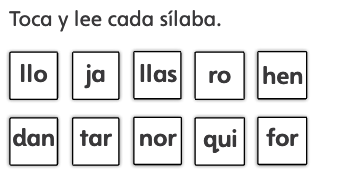 Toca y lee cada sílaba.
llo ja llas ro hen
dan tar nor qui for